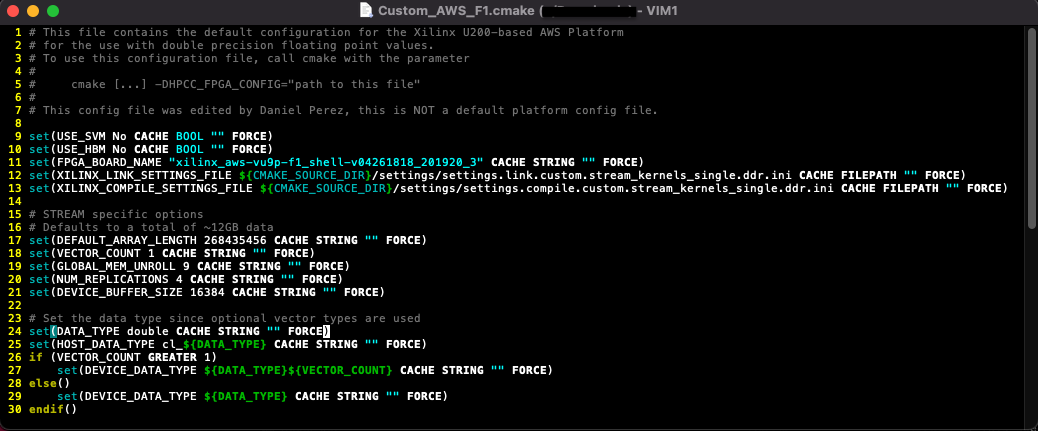 Custom_AWS_F1.cmake ( ) - VIM1
1 # This file contains the default configuration for the Xilinx U200-based AWS Platform
2 # for the use with double precision floating point values.
3 # To use this configuration file, call cmake with the parameter
4 #
5 #     cmake [...] -DHPCC_FPGA_CONFIG="path to this file"
6 #
7 # This config file was edited by Daniel Perez, this is NOT a default platform config file.
8
9 set(USE_SVM No CACHE BOOL "" FORCE)
10 set(USE_HBM No CACHE BOOL "" FORCE)
11 set(FPGA_BOARD_NAME "xilinx_aws-vu9p-f1_shell-v04261818_201920_3" CACHE STRING "" FORCE)
12 set(XILINX_LINK_SETTINGS_FILE ${CMAKE_SOURCE_DIR}/settings/settings.link.custom.stream_kernels_single.ddr.ini CACHE FILEPATH "" FORCE)
13 set(XILINX_COMPILE_SETTINGS_FILE ${CMAKE_SOURCE_DIR}/settings/settings.compile.custom.stream_kernels_single.ddr.ini CACHE FILEPATH "" FORCE)
14
15 # STREAM specific options
16 # Defaults to a total of ~12GB data
17 set(DEFAULT_ARRAY_LENGTH 268435456 CACHE STRING "" FORCE)
18 set(VECTOR_COUNT 1 CACHE STRING "" FORCE)
19 set(GLOBAL_MEM_UNROLL 9 CACHE STRING "" FORCE)
20 set(NUM_REPLICATIONS 4 CACHE STRING "" FORCE)
21 set(DEVICE_BUFFER_SIZE 16384 CACHE STRING "" FORCE)
22
23 # Set the data type since optional vector types are used
24 set(DATA_TYPE double CACHE STRING "" FORCE)
25 set(HOST_DATA_TYPE cl_${DATA_TYPE} CACHE STRING "" FORCE)
26 if (VECTOR_COUNT GREATER 1)
27     set(DEVICE_DATA_TYPE ${DATA_TYPE}${VECTOR_COUNT} CACHE STRING "" FORCE)
28 else()
29     set(DEVICE_DATA_TYPE ${DATA_TYPE} CACHE STRING "" FORCE)
30 endif()